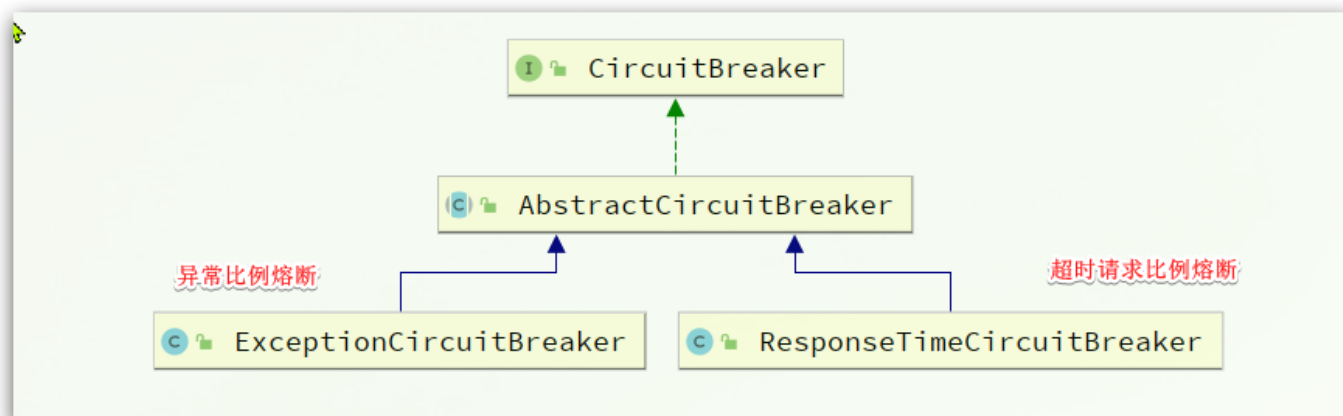 I CircuitBreaker
C AbstractCircuitBreaker
异常比例熔断
超时请求比例熔断
C ExceptionCircuitBreaker
C ResponseTimeCircuitBreaker